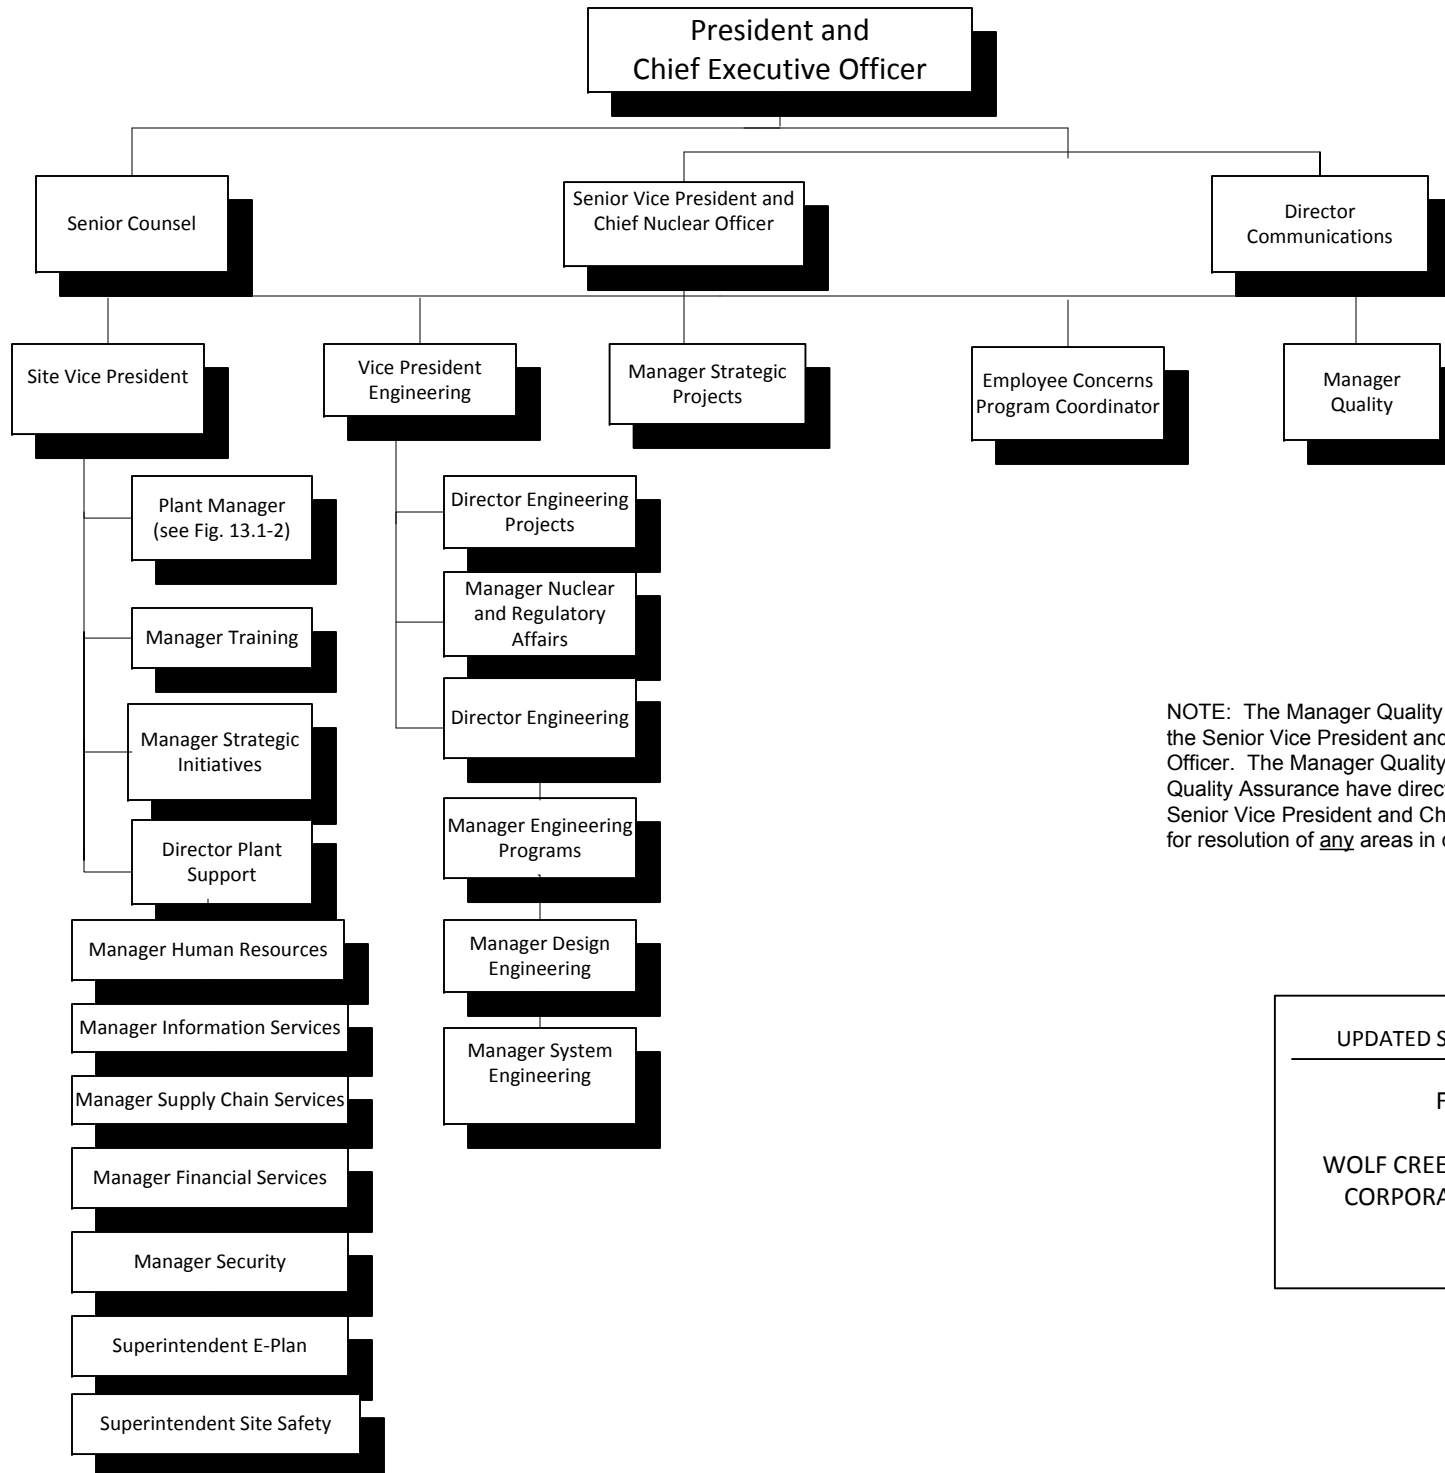 President and
Chief Executive Officer
Senior Counsel
Senior Vice President and
Chief Nuclear Officer
Director
Communications
Site Vice President
Vice President
Engineering
Manager Strategic
Projects
Employee Concerns
Program Coordinator
Manager
Quality
Plant Manager
(see Fig. 13.1-2)
Manager Training
Manager Strategic
Initiatives
Director Plant
Support
Manager Human Resources
Manager Information Services
Manager Supply Chain Services
Manager Financial Services
Manager Security
Superintendent E-Plan
Superintendent Site Safety
Director Engineering
Projects
Manager Nuclear
and Regulatory
Affairs
Director Engineering
Manager Engineering
Programs
Manager Design
Engineering
Manager System
Engineering
NOTE: The Manager Quality
the Senior Vice President and
Officer. The Manager Quality
Quality Assurance have direct
Senior Vice President and Ch
for resolution of any areas in
UPDATED S
F
WOLF CREE
CORPORA